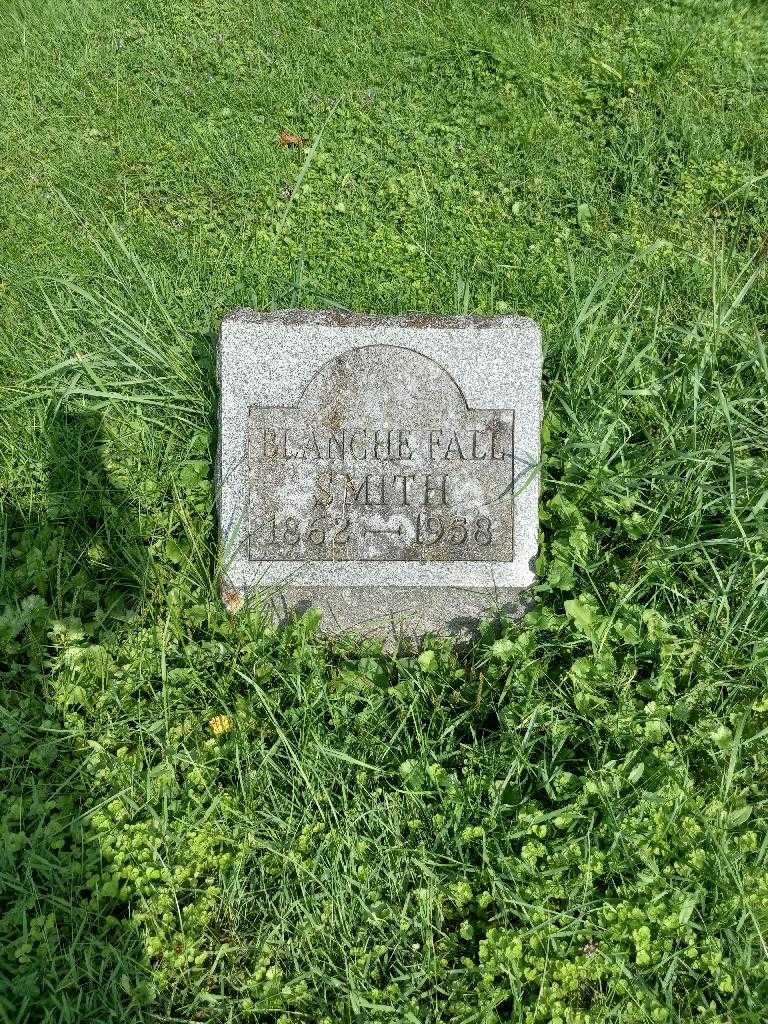 BLANCHE FALL
SMITH
1862 — 1958